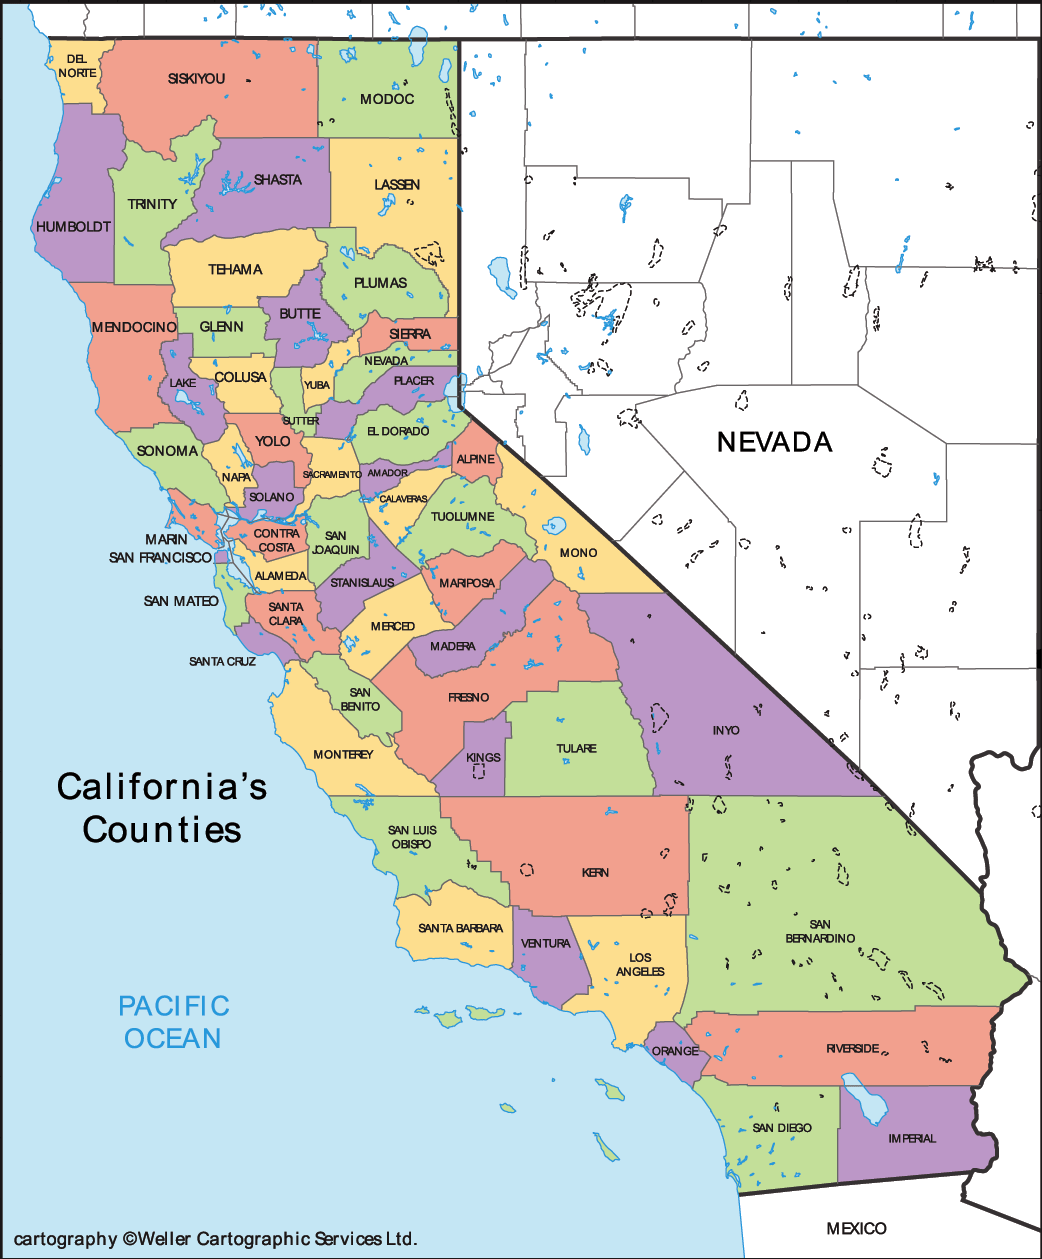 DEL
NORTE
SISKIYOU
MODOC
HUMBOLDT
TRINITY
SHASTA
LASSEN
TEHAMA
PLUMAS
MENDOCINO
GLENN
BUTTE
SIERRA
NEVADA
LAKE
COLUSA
YUBA
PLACER
SUTTER
EL DORADO
NEVADA
SONOMA
YOLO
NAPA
SACRAMENTO
AMADOR
ALPINE
SOLANO
CALAVERAS
TUOLUMNE
MARIN
CONTRA
COSTA
SAN
JOAQUIN
MONO
SAN FRANCISCO
ALAMEDA
STANISLAUS
MARIPOSA
SAN MATEO
SANTA
CLARA
MERCED
MADERA
SANTA CRUZ
SAN
BENITO
FRESNO
INYO
MONTEREY
KINGS
TULARE
California's
Counties
SAN LUIS
OBISPO
KERN
SANTA BARBARA
VENTURA
LOS
ANGELES
SAN
BERNARDINO
PACIFIC
OCEAN
ORANGE
RIVERSIDE
SAN DIEGO
IMPERIAL
MEXICO
cartography ©Weller Cartographic Services Ltd.